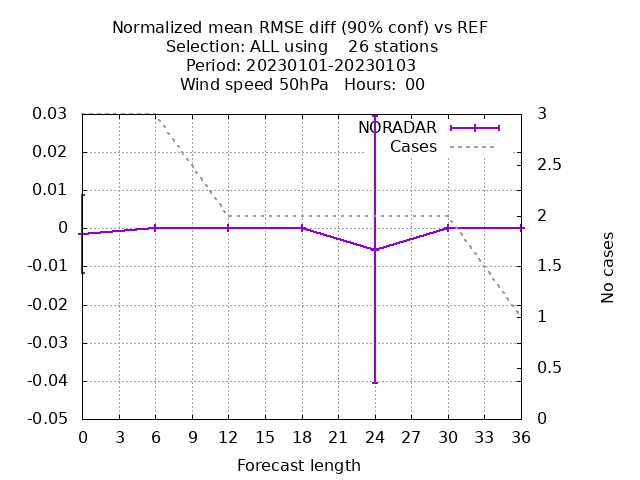 Normalized mean RMSE diff (90% conf) vs REF
Selection: ALL using    26 stations
Period: 20230101-20230103
Wind speed 50hPa   Hours:  00
NORADAR
Cases
0.03
0.02
0.01
0
-0.01
-0.02
-0.03
-0.04
-0.05
3
2.5
2
1.5
1
0.5
0
No cases
0 3 6 9 12 15 18 21 24 27 30 33 36
Forecast length